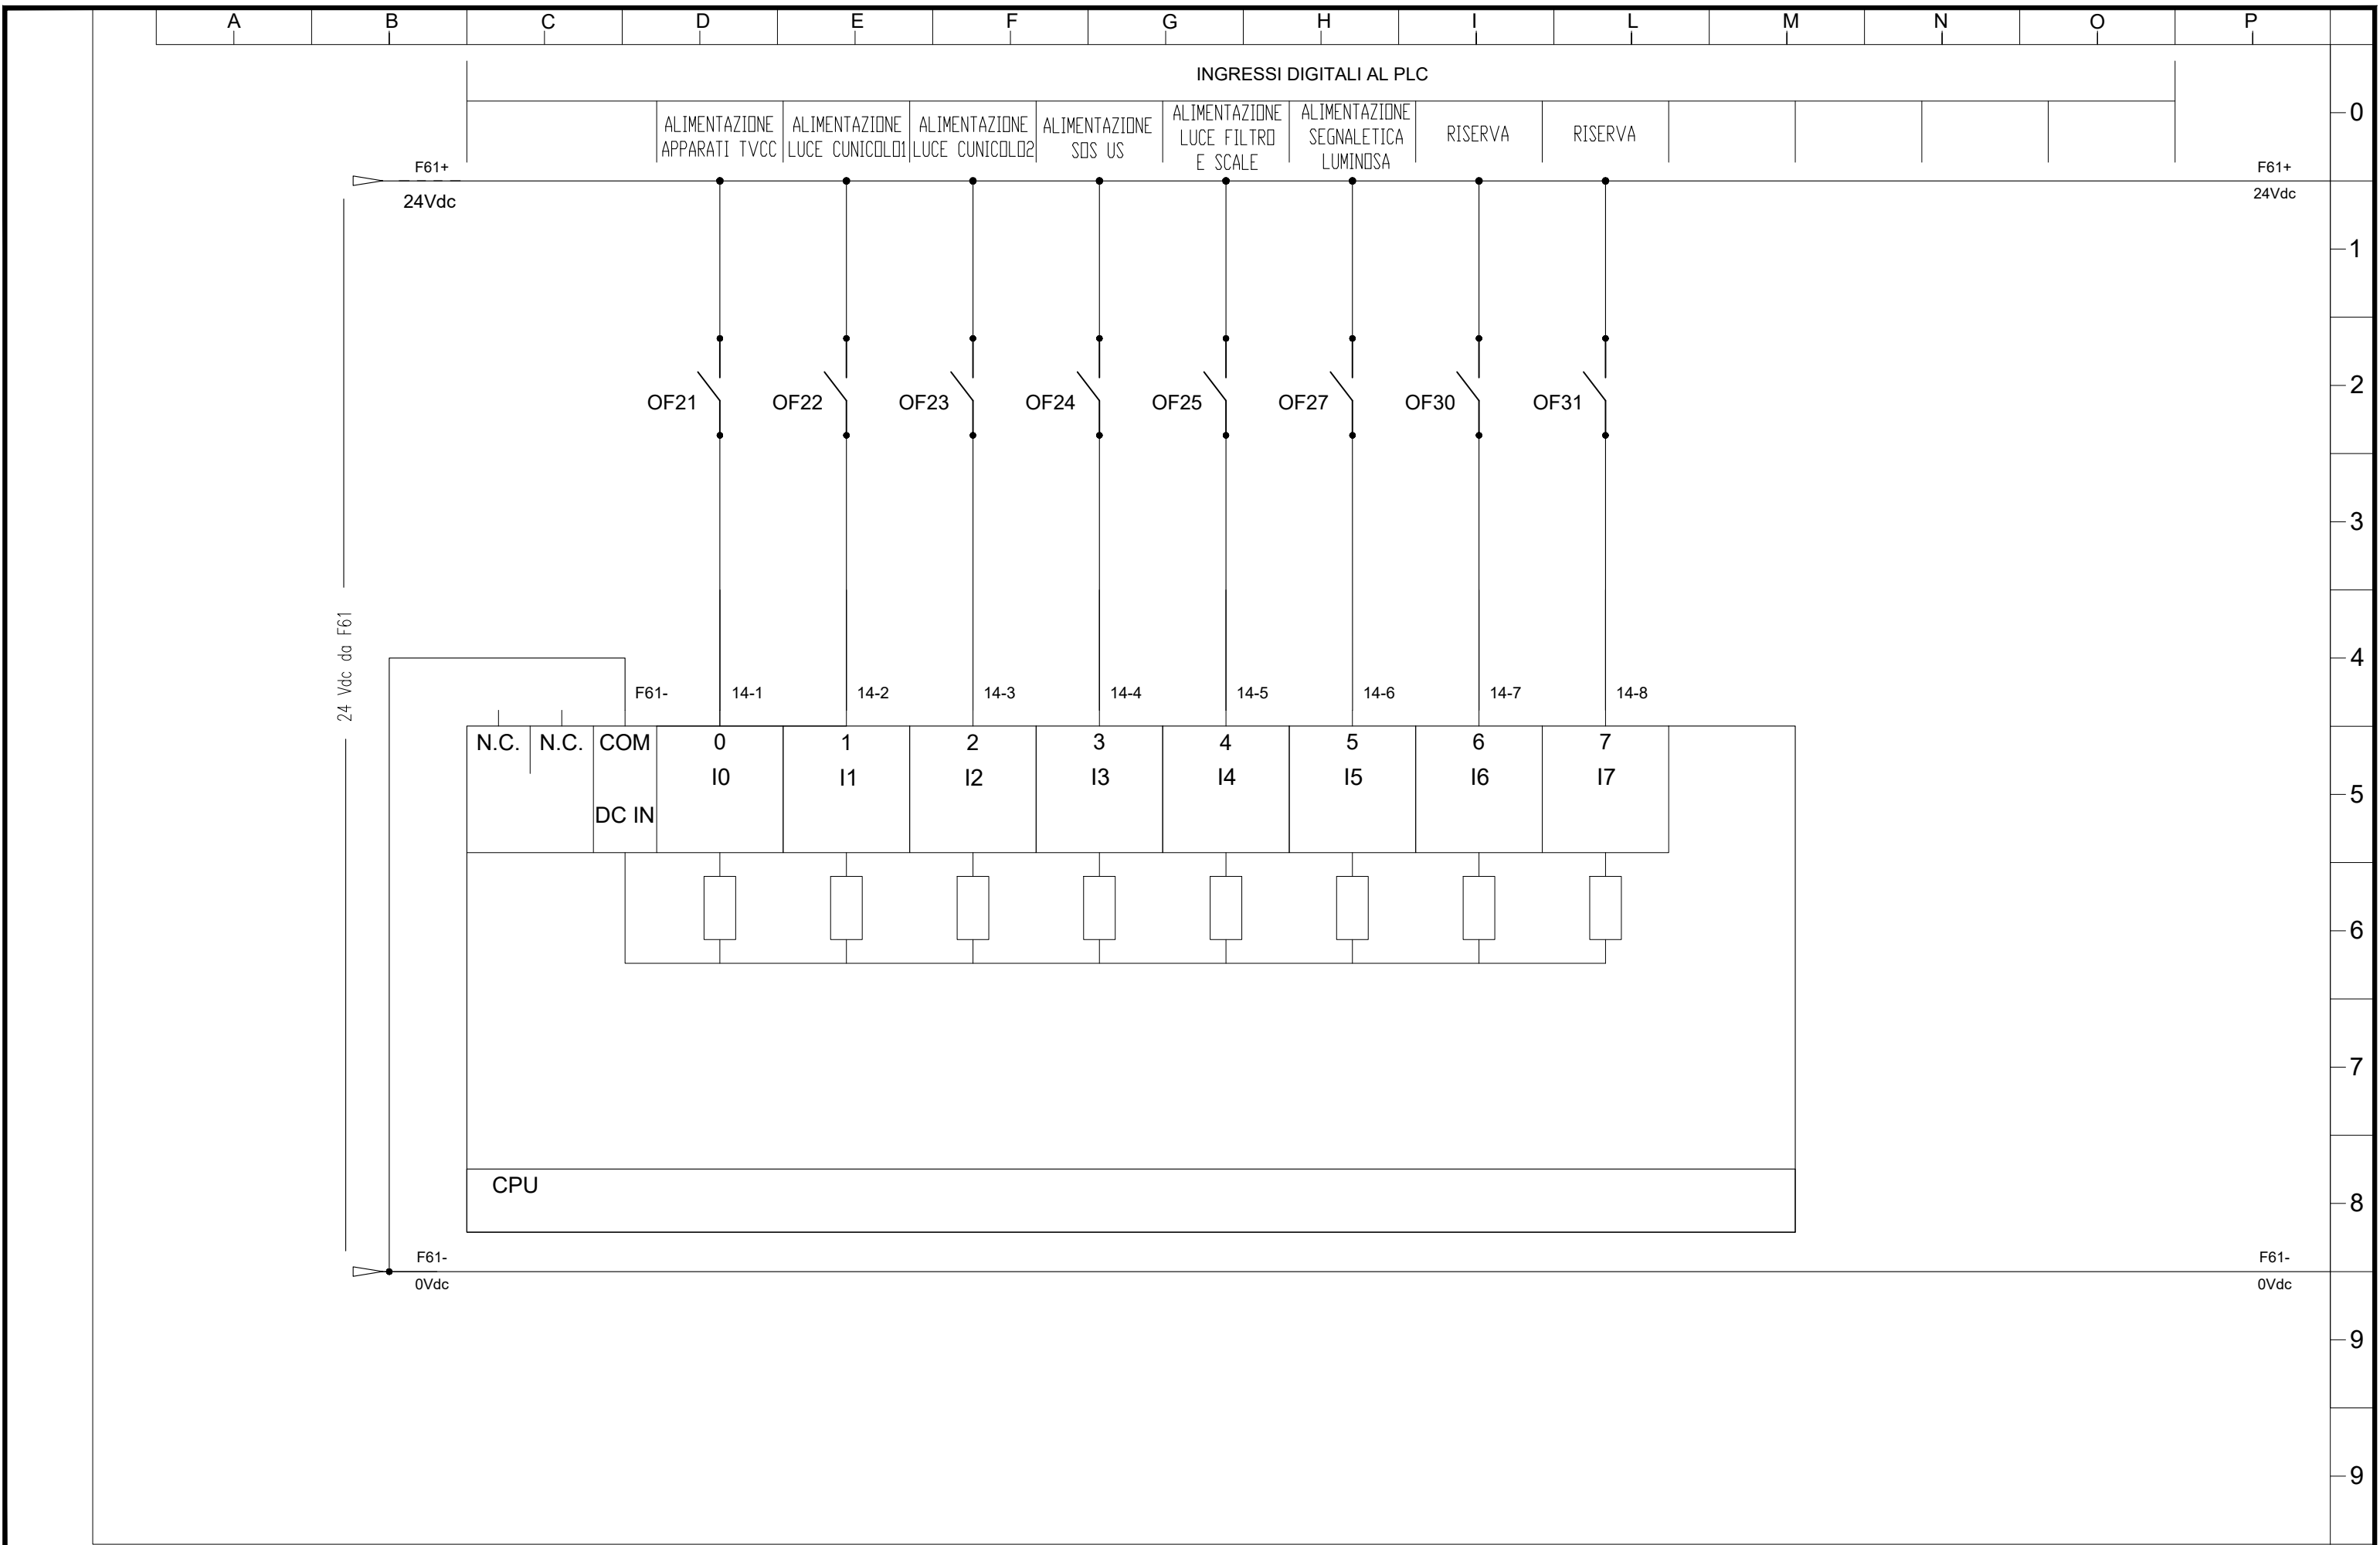 A B C D E F G H I L M N O P
INGRESSI DIGITALI AL PLC
ALIMENTAZIONE
APPARATI TVCC
ALIMENTAZIONE
LUCE CUNICOLO1
ALIMENTAZIONE
LUCE CUNICOLO2
ALIMENTAZIONE
SOS US
ALIMENTAZIONE
LUCE FILTRO
E SCALE
ALIMENTAZIONE
SEGNALETICA
LUMINOSA
RISERVA
RISERVA
0
F61+
24Vdc
F61+
24Vdc
1
OF21 OF22 OF23 OF24 OF25 OF27 OF30 OF31
2
3
24 Vdc da F61
4
F61- 14-1 14-2 14-3 14-4 14-5 14-6 14-7 14-8
N.C. N.C. COM 0 1 2 3 4 5 6 7
I0 I1 I2 I3 I4 I5 I6 I7
DC IN
5
6
7
CPU
8
F61-
0Vdc
F61-
0Vdc
9
9